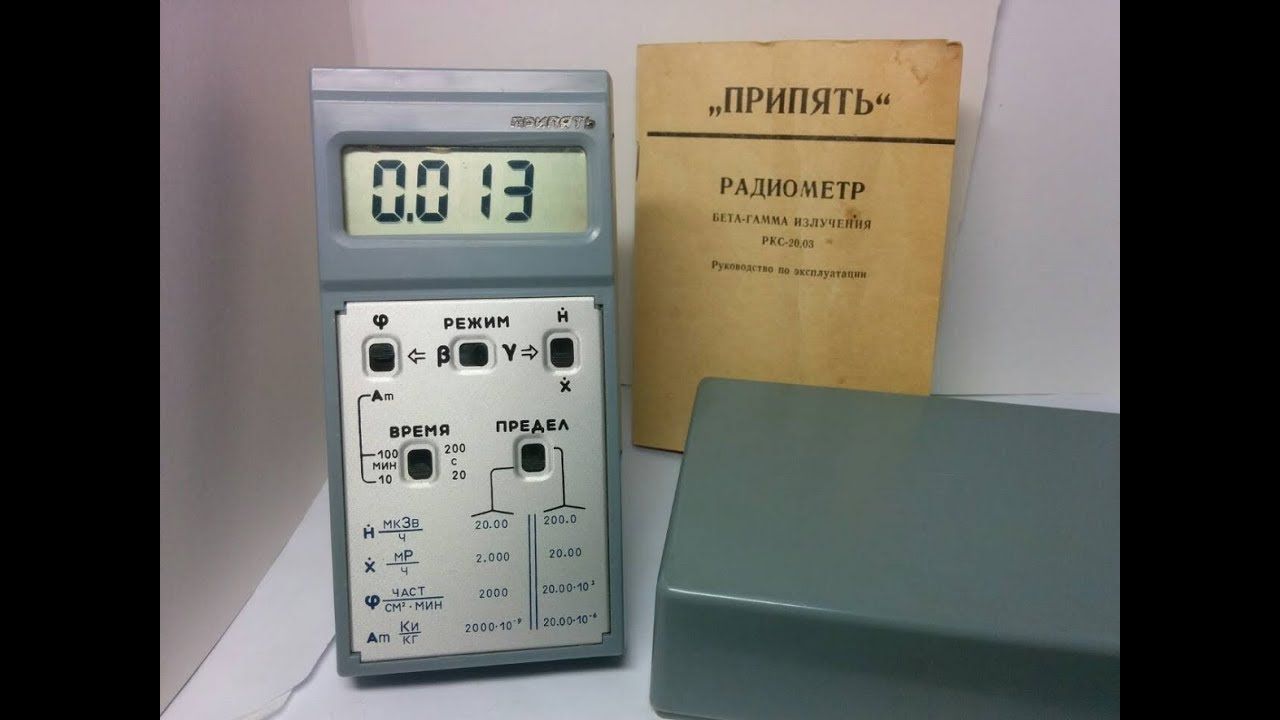 ПРИПЯТЬ
0.013
φ РЕЖИМ Ḣ
⇐ β γ ⇒
Ẋ
Am
ВРЕМЯ ПРЕДЕЛ
100 200
МИН с
10 20
Ḣ мкЗв/ч 20.00 200.0
Ẋ мР/ч 2.000 20.00
φ ЧАСТ/СМ²·МИН 2000 20.00·10³
Am Ки/кг 2000·10⁻⁹ 20.00·10⁻⁶
„ПРИПЯТЬ“
РАДИОМЕТР
БЕТА-ГАММА ИЗЛУЧЕНИЯ
РКС-20.03
Руководство по эксплуатации